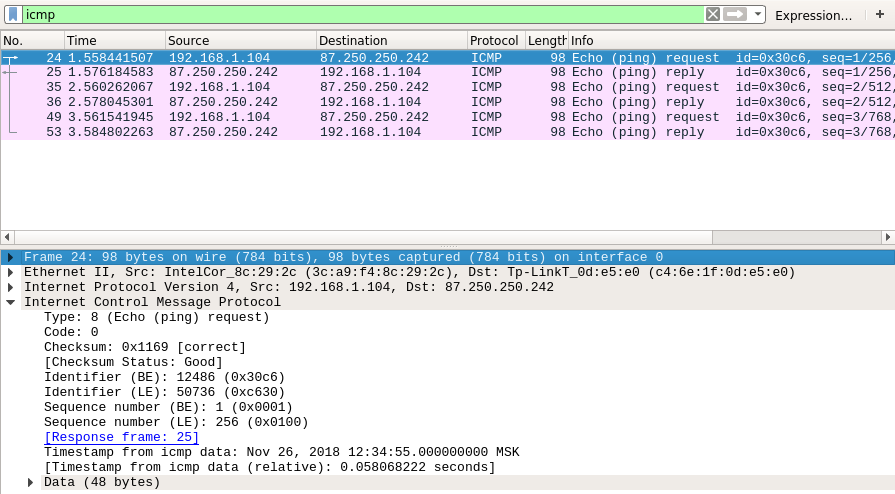 icmp Expression... +
No. Time Source Destination Protocol Length Info
24 1.558441507 192.168.1.104 87.250.250.242 ICMP 98 Echo (ping) request id=0x30c6, seq=1/256,
25 1.576184583 87.250.250.242 192.168.1.104 ICMP 98 Echo (ping) reply id=0x30c6, seq=1/256,
35 2.560262067 192.168.1.104 87.250.250.242 ICMP 98 Echo (ping) request id=0x30c6, seq=2/512,
36 2.578045301 87.250.250.242 192.168.1.104 ICMP 98 Echo (ping) reply id=0x30c6, seq=2/512,
49 3.561541945 192.168.1.104 87.250.250.242 ICMP 98 Echo (ping) request id=0x30c6, seq=3/768,
53 3.584802263 87.250.250.242 192.168.1.104 ICMP 98 Echo (ping) reply id=0x30c6, seq=3/768,
Frame 24: 98 bytes on wire (784 bits), 98 bytes captured (784 bits) on interface 0
Ethernet II, Src: IntelCor_8c:29:2c (3c:a9:f4:8c:29:2c), Dst: Tp-LinkT_0d:e5:e0 (c4:6e:1f:0d:e5:e0)
Internet Protocol Version 4, Src: 192.168.1.104, Dst: 87.250.250.242
Internet Control Message Protocol
Type: 8 (Echo (ping) request)
Code: 0
Checksum: 0x1169 [correct]
[Checksum Status: Good]
Identifier (BE): 12486 (0x30c6)
Identifier (LE): 50736 (0xc630)
Sequence number (BE): 1 (0x0001)
Sequence number (LE): 256 (0x0100)
[Response frame: 25]
Timestamp from icmp data: Nov 26, 2018 12:34:55.000000000 MSK
[Timestamp from icmp data (relative): 0.058068222 seconds]
Data (48 bytes)